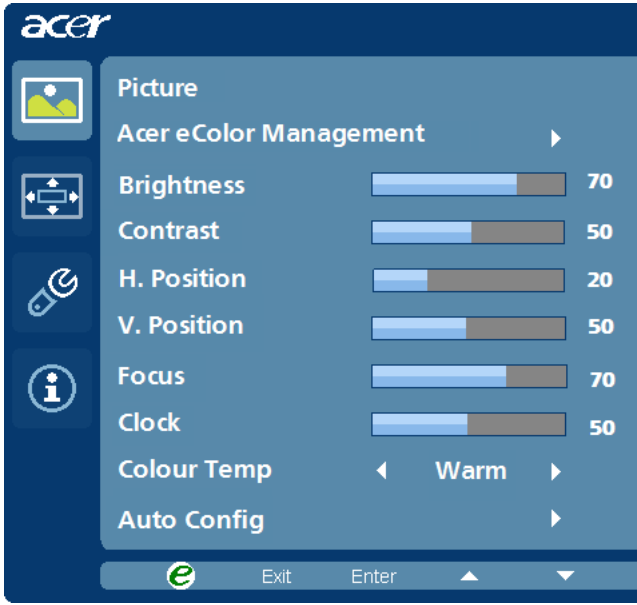 acer
Picture
Acer eColor Management
Brightness 70
Contrast 50
H. Position 20
V. Position 50
Focus 70
Clock 50
Colour Temp Warm
Auto Config
e Exit Enter